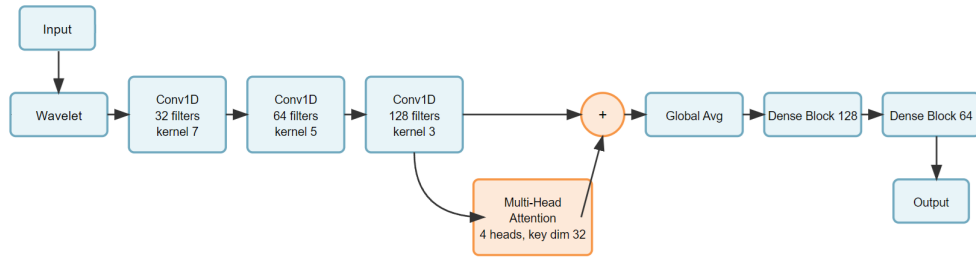 Input
Wavelet
Conv1D
32 filters
kernel 7
Conv1D
64 filters
kernel 5
Conv1D
128 filters
kernel 3
+
Multi-Head
Attention
4 heads, key dim 32
Global Avg
Dense Block 128
Dense Block 64
Output